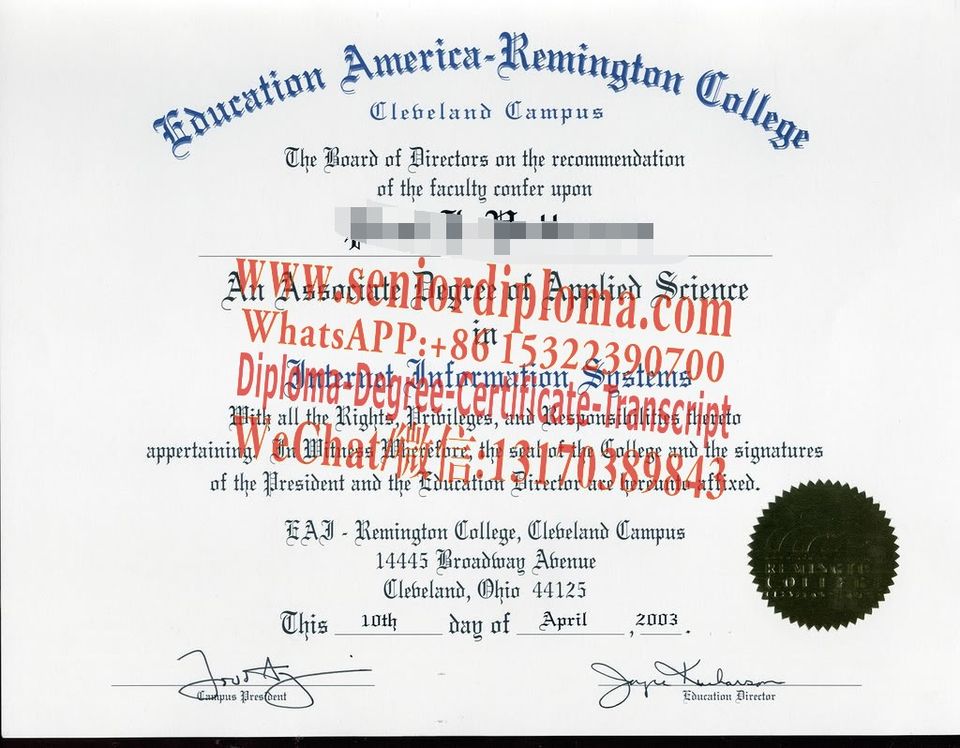 Education America-Remington College
Cleveland Campus
The Board of Directors on the recommendation
of the faculty confer upon
www.seniordiploma.com
An Associate Degree of Applied Science
in
WhatsAPP:+86 15322390700
Internet Information Systems
Diploma-Degree-Certificate-Transcript
With all the Rights, Privileges, and Responsibilities thereto
appertaining. In Witness Whereof, the seal of the College and the signatures
WeChat/微信:13170389843
of the President and the Education Director are hereunto affixed.
EAI - Remington College, Cleveland Campus
14445 Broadway Avenue
Cleveland, Ohio 44125
This 10th day of April, 2003.
REMINGTON
COLLEGE
Campus President
Education Director